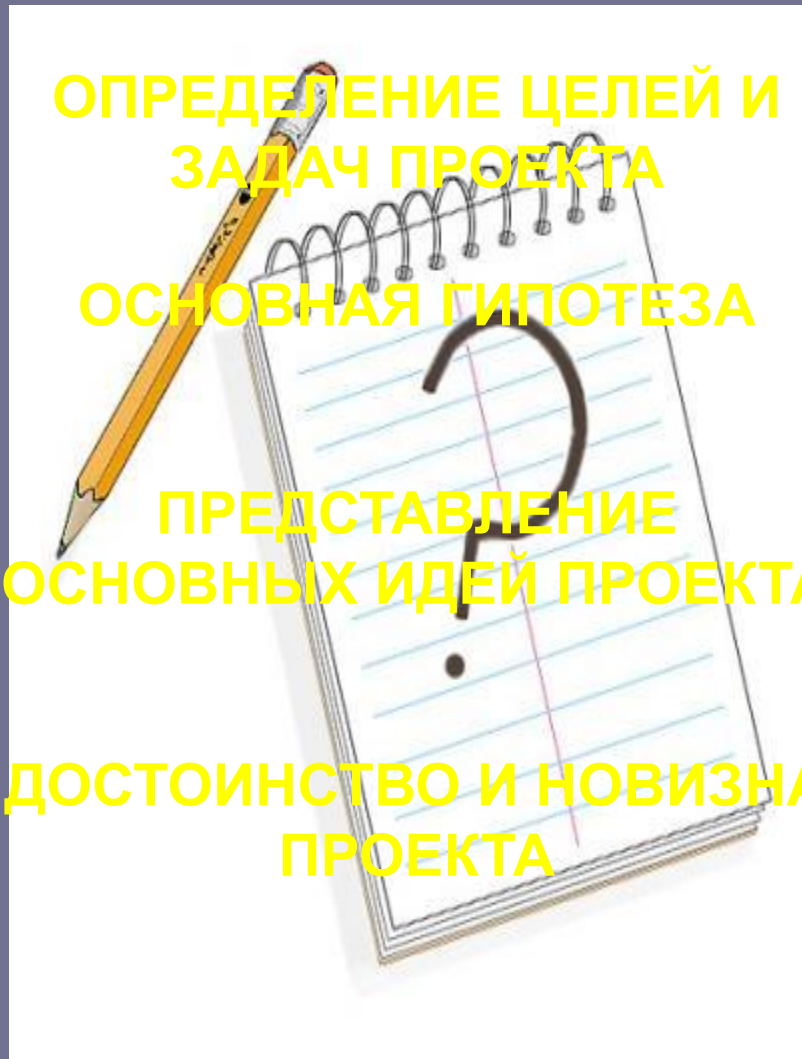 ОПРЕДЕЛЕНИЕ ЦЕЛЕЙ И
ЗАДАЧ ПРОЕКТА
ОСНОВНАЯ ГИПОТЕЗА
ПРЕДСТАВЛЕНИЕ
ОСНОВНЫХ ИДЕЙ ПРОЕКТА
ДОСТОИНСТВО И НОВИЗНА
ПРОЕКТА
?